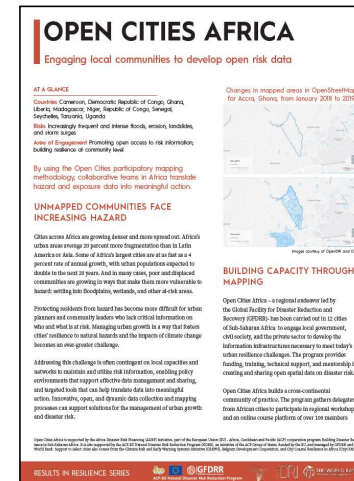 OPEN CITIES AFRICA
Engaging local communities to develop open risk data
AT A GLANCE
Countries Cameroon, Democratic Republic of Congo, Ghana,
Liberia, Madagascar, Niger, Republic of Congo, Senegal,
Seychelles, Tanzania, Uganda
Risks Increasingly frequent and intense floods, erosion, landslides,
and storm surges
Areas of Engagement Promoting open access to risk information;
building resilience at community level
By using the Open Cities participatory mapping
methodology, collaborative teams in Africa translate
hazard and exposure data into meaningful action.
UNMAPPED COMMUNITIES FACE
INCREASING HAZARD
Cities across Africa are growing denser and more spread out. Africa's
urban areas average 20 percent more fragmentation than in Latin
America or Asia. Some of Africa's largest cities are at as fast as a 4
percent rate of annual growth, with urban populations expected to
double in the next 20 years. And in many cases, poor and displaced
communities are growing in ways that make them more vulnerable to
hazard: settling into floodplains, wetlands, and other at-risk areas.
Protecting residents from hazard has become more difficult for urban
planners and community leaders who lack critical information on
who and what is at risk. Managing urban growth in a way that fosters
cities' resilience to natural hazards and the impacts of climate change
becomes an ever-greater challenge.
Addressing this challenge is often contingent on local capacities and
networks to maintain and utilize risk information, enabling policy
environments that support effective data management and sharing,
and targeted tools that can help translate data into meaningful
action. Innovative, open, and dynamic data collection and mapping
processes can support solutions for the management of urban growth
and disaster risk.
Changes in mapped areas in OpenStreetMap
for Accra, Ghana, from January 2018 to 2019
Images courtesy of OpenDRI and O
BUILDING CAPACITY THROUGH
MAPPING
Open Cities Africa – a regional endeavor led by
the Global Facility for Disaster Reduction and
Recovery (GFDRR)– has been carried out in 12 cities
of Sub-Saharan Africa to engage local government,
civil society, and the private sector to develop the
information infrastructures necessary to meet today's
urban resilience challenges. The program provides
funding, training, technical support, and mentorship i
creating and sharing open spatial data on disaster risk.
Open Cities Africa builds a cross-continental
community of practice. The program gathers delegates
from African cities to participate in regional workshop
and an online course platform of over 100 members
RESULTS IN RESILIENCE SERIES
GFDRR
ACP-EU Natural Disaster Risk Reduction Program
THE WORLD BA